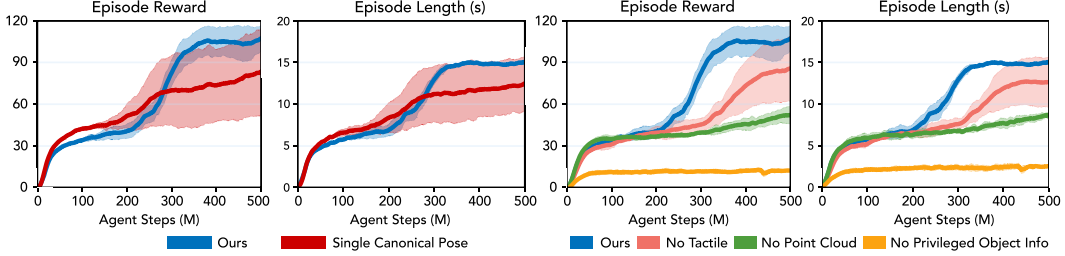 Episode Reward
120
90
60
30
0
100 200 300 400 500
Agent Steps (M)
Episode Length (s)
20
15
10
5
0
100 200 300 400 500
Agent Steps (M)
Ours Single Canonical Pose
Episode Reward
120
90
60
30
0
0 100 200 300 400 500
Agent Steps (M)
Episode Length (s)
20
15
10
5
0
0 100 200 300 400 500
Agent Steps (M)
Ours No Tactile No Point Cloud No Privileged Object Info